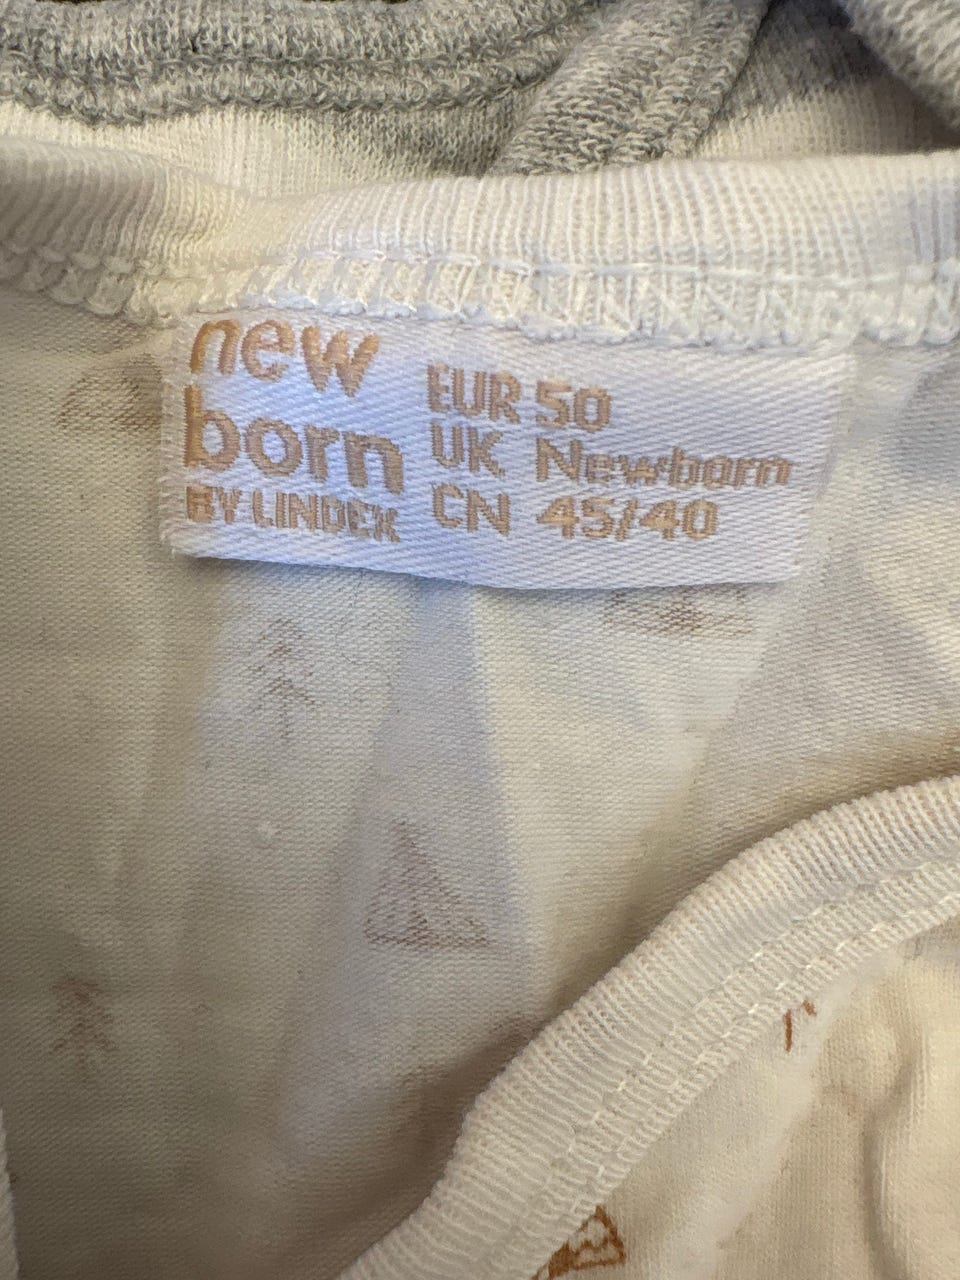 new
born
BY LINDEX
EUR 50
UK Newborn
CN 45/40